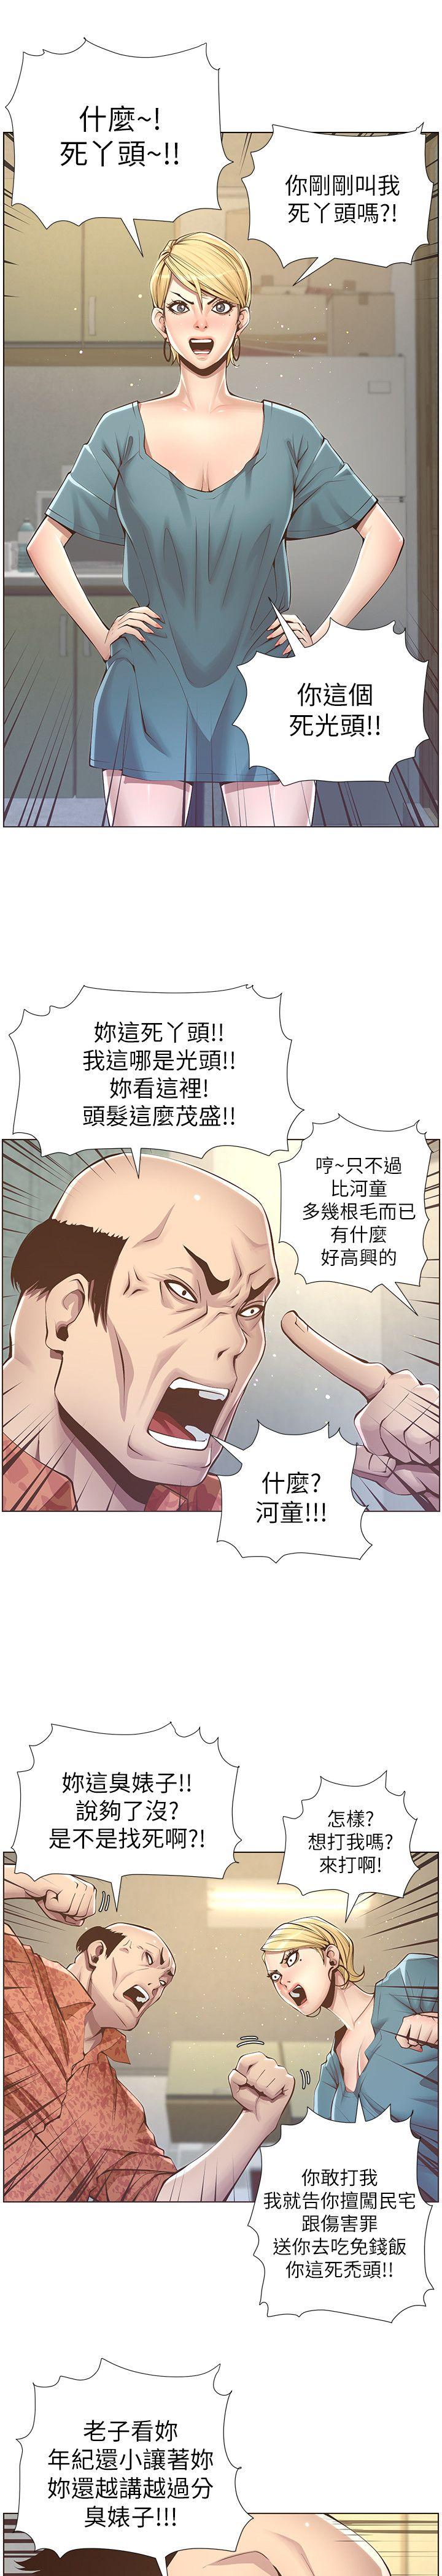 什麼~!
死丫頭~!!
你剛剛叫我
死丫頭嗎?!
你這個
死光頭!!
妳這死丫頭!!
我這哪是光頭!!
妳看這裡!
頭髮這麼茂盛!!
哼~只不過
比河童
多幾根毛而已
有什麼
好高興的
什麼?
河童!!!
妳這臭婊子!!
說夠了沒?
是不是找死啊?!
怎樣?
想打我嗎?
來打啊!
你敢打我
我就告你擅闖民宅
跟傷害罪
送你去吃免錢飯
你這死禿頭!!
老子看妳
年紀還小讓著妳
妳還越講越過分
臭婊子!!!